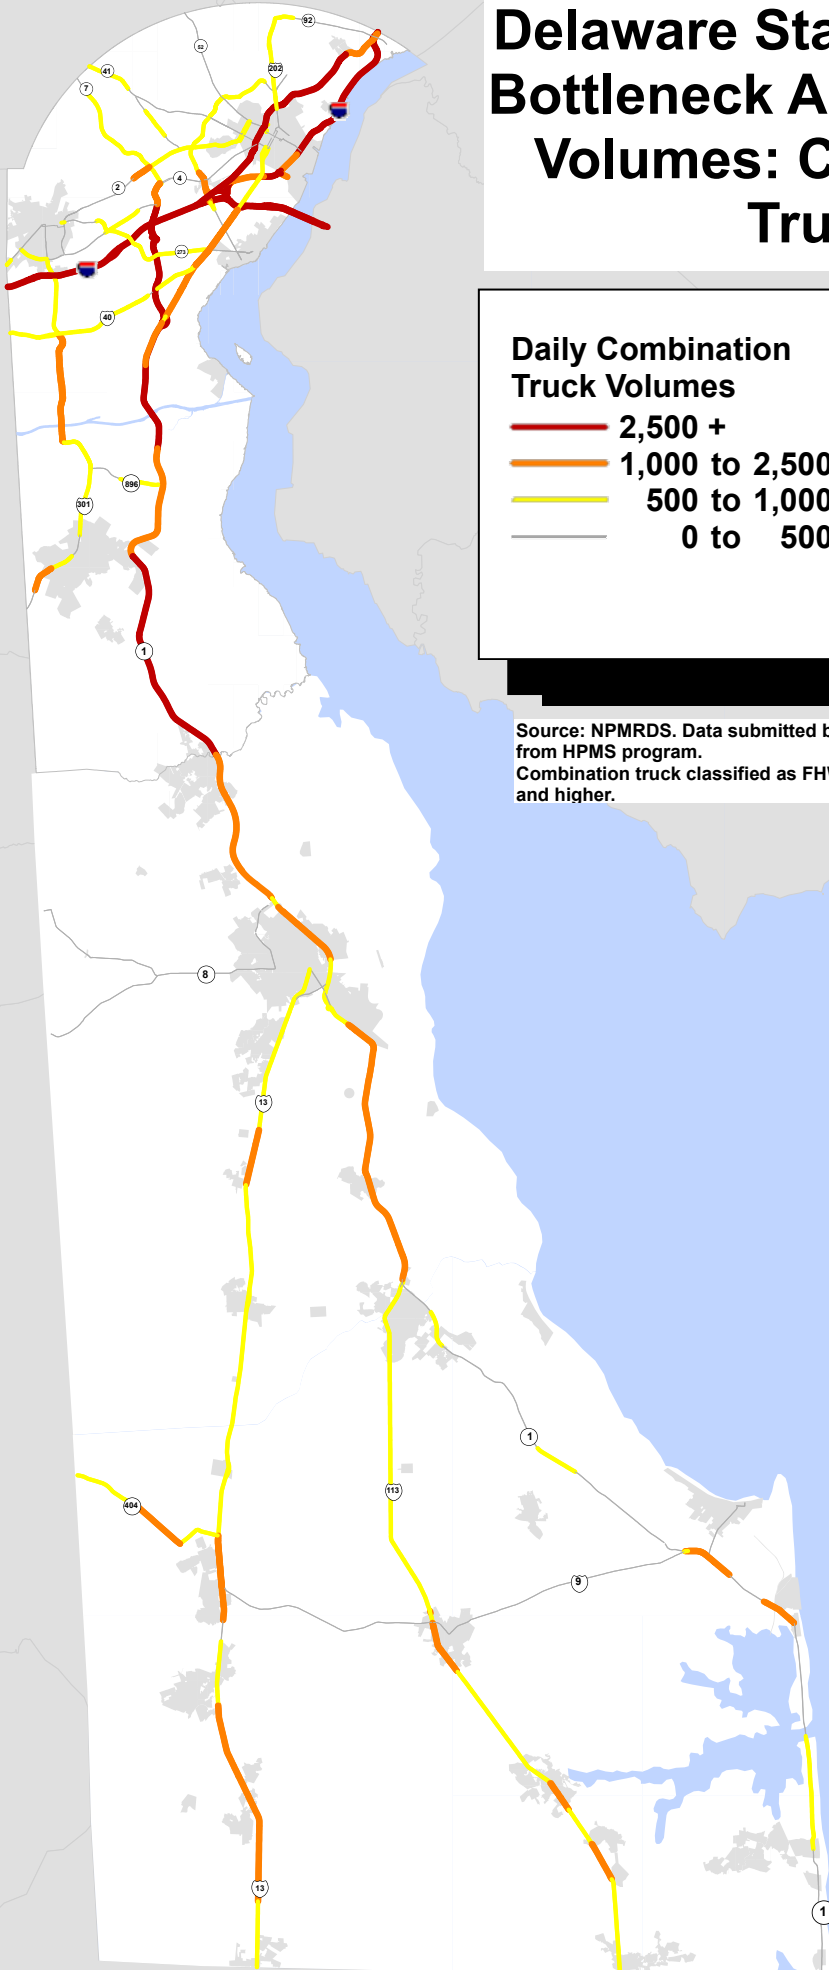 Delaware Sta
Bottleneck A
Volumes: C
Tru
Daily Combination
Truck Volumes
2,500 +
1,000 to 2,500
500 to 1,000
0 to 500
Source: NPMRDS. Data submitted b
from HPMS program.
Combination truck classified as FHW
and higher.
92
52
202
41
7
2
4
273
40
896
301
1
8
13
1
404
113
9
13
1